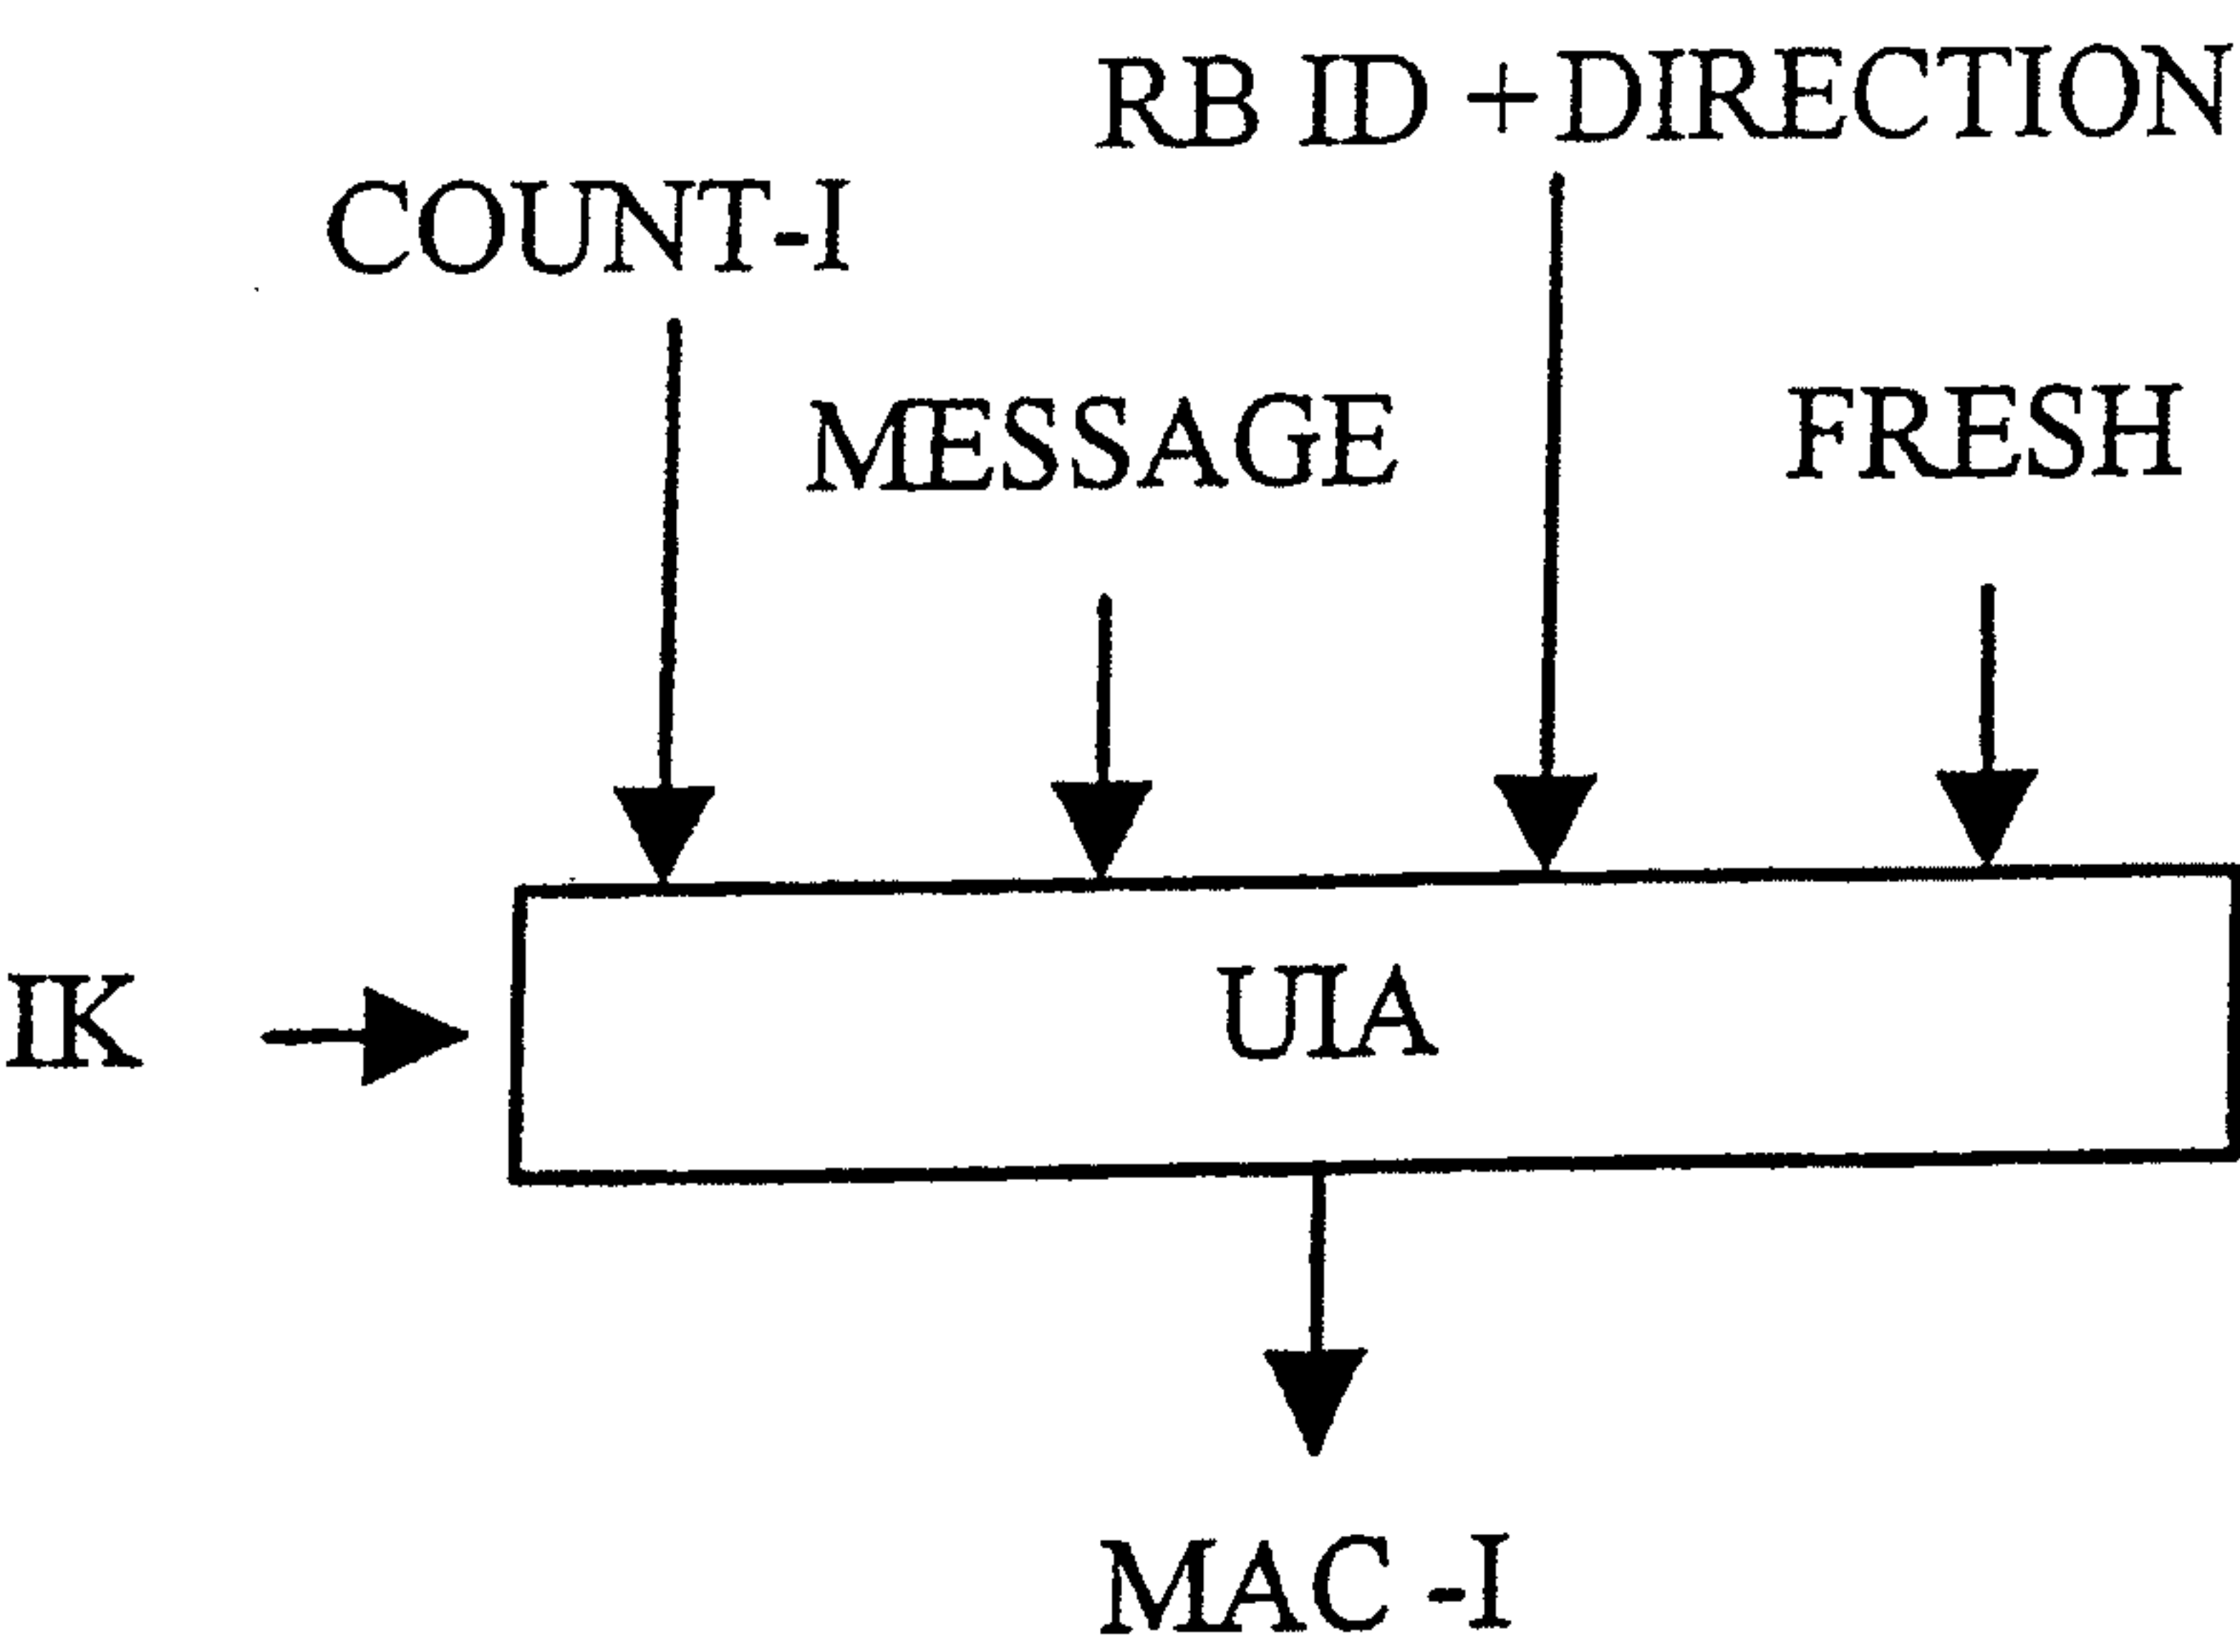 RB ID + DIRECTION
COUNT-I
MESSAGE
FRESH
IK
UIA
MAC -I